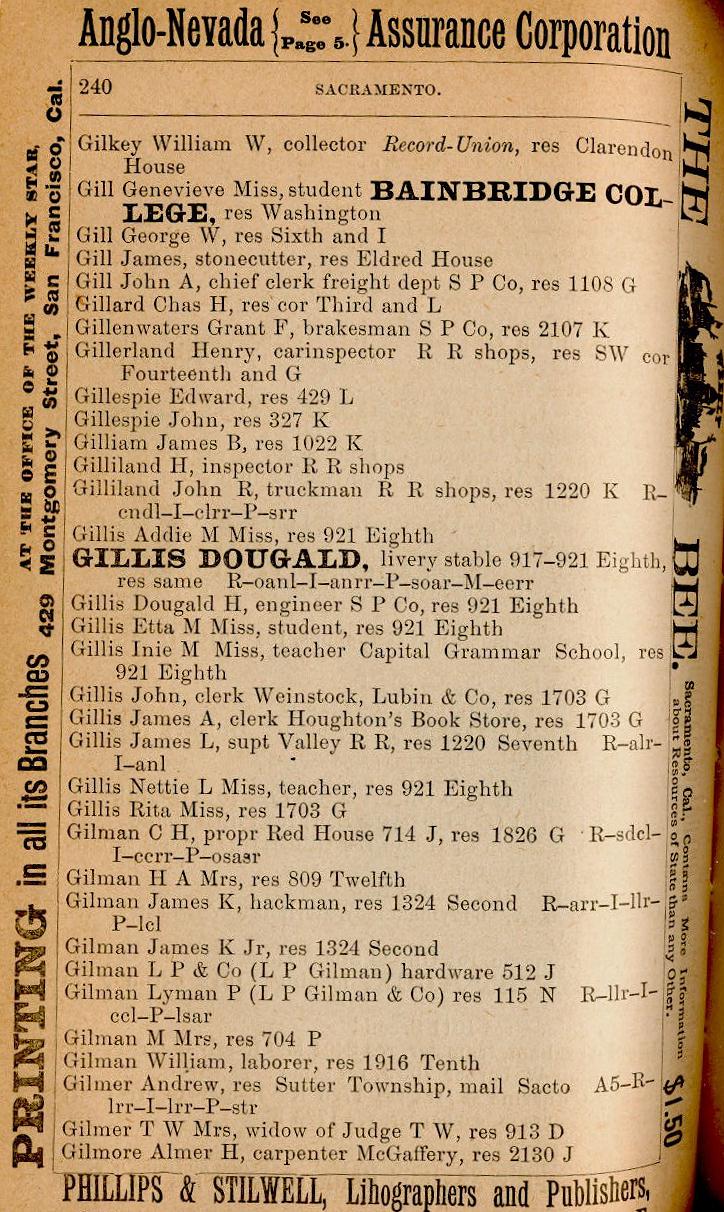 Anglo-Nevada { See Page 5. } Assurance Corporation
240 SACRAMENTO.
Gilkey William W, collector Record-Union, res Clarendon
House
Gill Genevieve Miss, student BAINBRIDGE COL-
LEGE, res Washington
Gill George W, res Sixth and I
Gill James, stonecutter, res Eldred House
Gill John A, chief clerk freight dept S P Co, res 1108 G
Gillard Chas H, res cor Third and L
Gillenwaters Grant F, brakesman S P Co, res 2107 K
Gillerland Henry, carinspector R R shops, res SW cor
Fourteenth and G
Gillespie Edward, res 429 L
Gillespie John, res 327 K
Gilliam James B, res 1022 K
Gilliland H, inspector R R shops
Gilliland John R, truckman R R shops, res 1220 K R-
cndl-I-clrr-P-srr
Gillis Addie M Miss, res 921 Eighth
GILLIS DOUGALD, livery stable 917-921 Eighth,
res same R-oanl-I-anrr-P-soar-M-eerr
Gillis Dougald H, engineer S P Co, res 921 Eighth
Gillis Etta M Miss, student, res 921 Eighth
Gillis Inie M Miss, teacher Capital Grammar School, res
921 Eighth
Gillis John, clerk Weinstock, Lubin & Co, res 1703 G
Gillis James A, clerk Houghton's Book Store, res 1703 G
Gillis James L, supt Valley R R, res 1220 Seventh R-alr-
I-anl
Gillis Nettie L Miss, teacher, res 921 Eighth
Gillis Rita Miss, res 1703 G
Gilman C H, propr Red House 714 J, res 1826 G R-sdcl-
I-ccrr-P-osasr
Gilman H A Mrs, res 809 Twelfth
Gilman James K, hackman, res 1324 Second R-arr-I-llr-
P-lcl
Gilman James K Jr, res 1324 Second
Gilman L P & Co (L P Gilman) hardware 512 J
Gilman Lyman P (L P Gilman & Co) res 115 N R-llr-I-
ccl-P-lsar
Gilman M Mrs, res 704 P
Gilman William, laborer, res 1916 Tenth
Gilmer Andrew, res Sutter Township, mail Sacto A5-R-
lrr-I-lrr-P-str
Gilmer T W Mrs, widow of Judge T W, res 913 D
Gilmore Almer H, carpenter McGaffery, res 2130 J
PHILLIPS & STILWELL, Lihographers and Publishers,
PRINTING in all its Branches
AT THE OFFICE OF THE WEEKLY STAR,
429 Montgomery Street, San Francisco, Cal.
THE BEE.
Sacramento, Cal., Contains More Information
about Resources of State than any Other.
$1.50